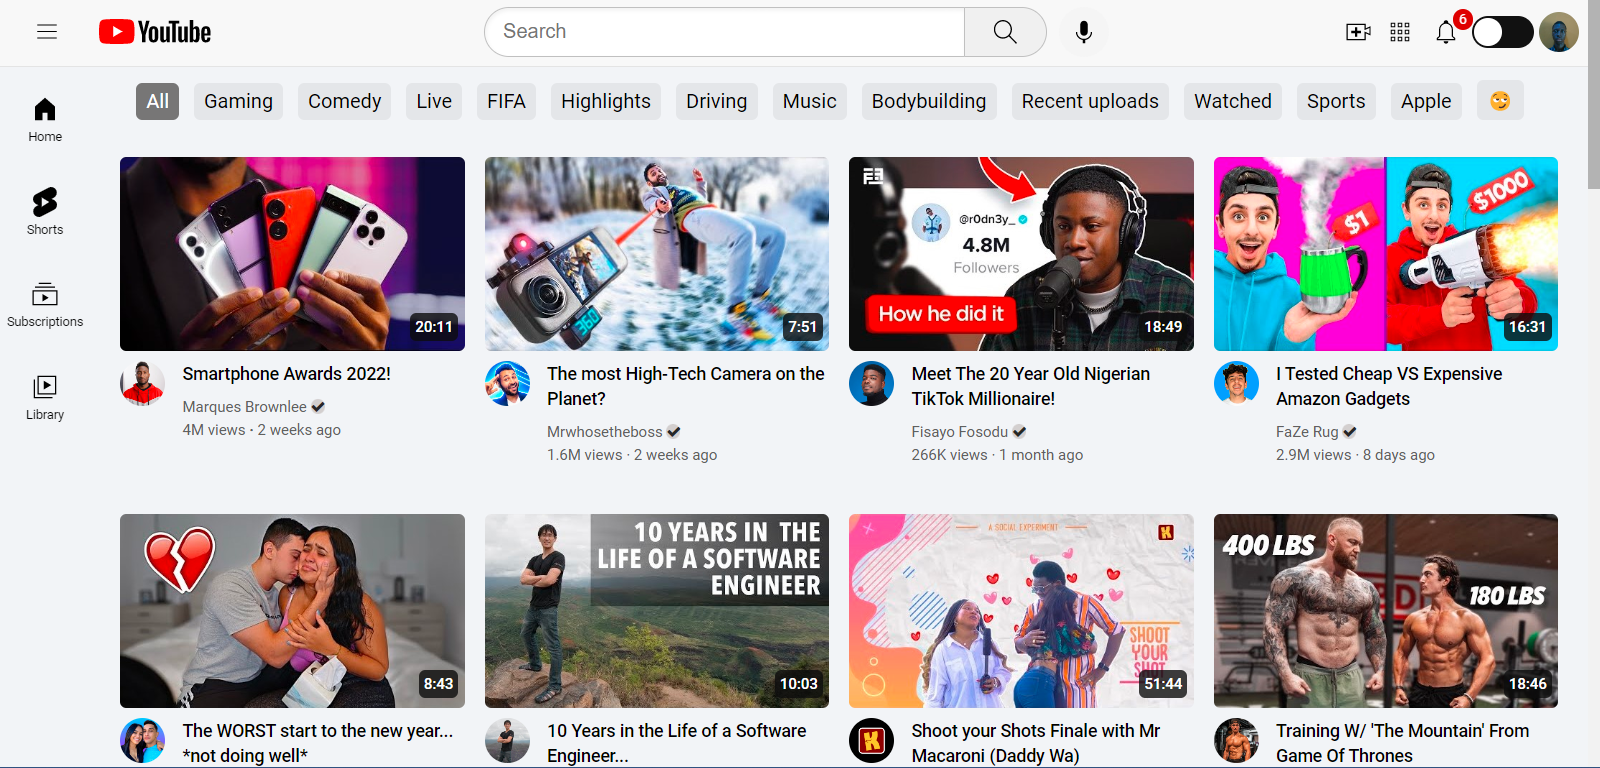 YouTube
Search
6
All
Gaming
Comedy
Live
FIFA
Highlights
Driving
Music
Bodybuilding
Recent uploads
Watched
Sports
Apple
Home
Shorts
Subscriptions
Library
20:11
Smartphone Awards 2022!
Marques Brownlee
4M views · 2 weeks ago
360
7:51
The most High-Tech Camera on the
Planet?
Mrwhosetheboss
1.6M views · 2 weeks ago
@r0dn3y_
4.8M
Followers
How he did it
18:49
Meet The 20 Year Old Nigerian
TikTok Millionaire!
Fisayo Fosodu
266K views · 1 month ago
$1
$1000
16:31
I Tested Cheap VS Expensive
Amazon Gadgets
FaZe Rug
2.9M views · 8 days ago
8:43
The WORST start to the new year...
*not doing well*
10 YEARS IN THE
LIFE OF A SOFTWARE
ENGINEER
10:03
10 Years in the Life of a Software
Engineer...
A SOCIAL EXPERIMENT
K
SHOOT
YOUR
SHOT
51:44
K
Shoot your Shots Finale with Mr
Macaroni (Daddy Wa)
400 LBS
180 LBS
18:46
Training W/ 'The Mountain' From
Game Of Thrones